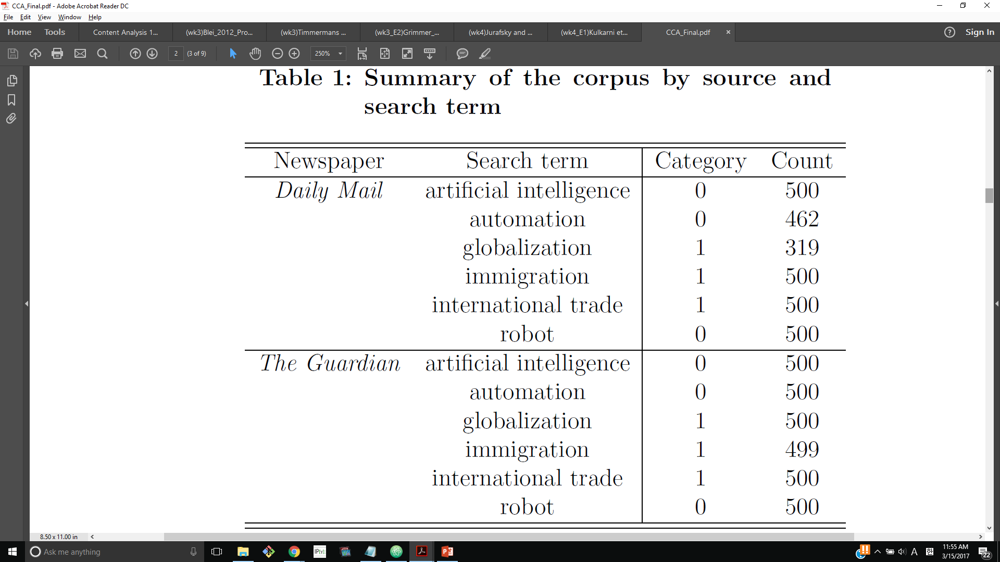 CCA_Final.pdf - Adobe Acrobat Reader DC
File Edit View Window Help
Home Tools Content Analysis 1... (wk3)Blei_2012_Pro... (wk3)Timmermans ... (wk3_E2)Grimmer_... (wk4)Jurafsky and ... (wk4_E1)Kulkarni et... CCA_Final.pdf × Sign In
2 (3 of 9) 250%
Table 1: Summary of the corpus by source and
search term
Newspaper Search term Category Count
Daily Mail artificial intelligence 0 500
automation 0 462
globalization 1 319
immigration 1 500
international trade 1 500
robot 0 500
The Guardian artificial intelligence 0 500
automation 0 500
globalization 1 500
immigration 1 499
international trade 1 500
robot 0 500
8.50 x 11.00 in
Ask me anything IP[y]: A 한 11:55 AM
3/15/2017 22